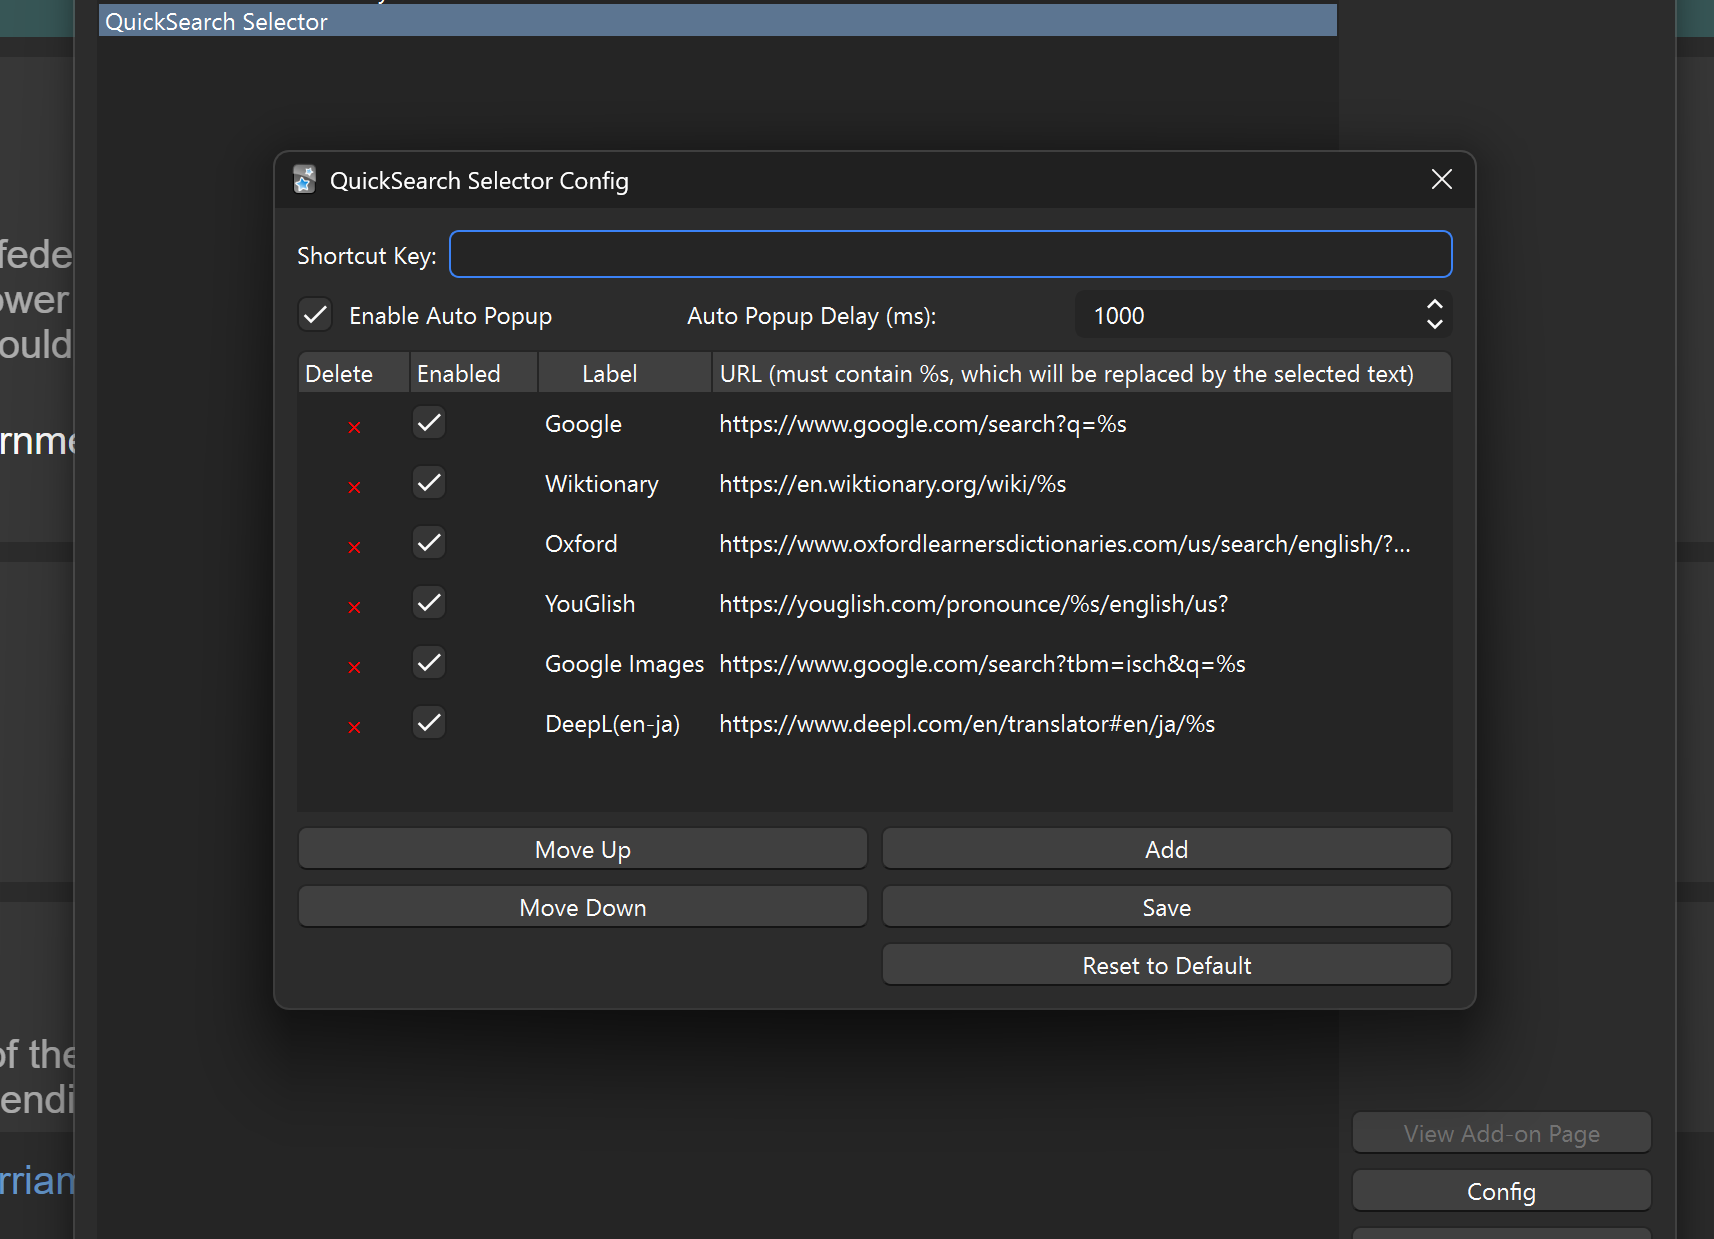 QuickSearch Selector
QuickSearch Selector Config
Shortcut Key:
Enable Auto Popup
Auto Popup Delay (ms):
1000
Delete Enabled Label URL (must contain %s, which will be replaced by the selected text)
× Google https://www.google.com/search?q=%s
× Wiktionary https://en.wiktionary.org/wiki/%s
× Oxford https://www.oxfordlearnersdictionaries.com/us/search/english/?...
× YouGlish https://youglish.com/pronounce/%s/english/us?
× Google Images https://www.google.com/search?tbm=isch&q=%s
× DeepL(en-ja) https://www.deepl.com/en/translator#en/ja/%s
Move Up
Add
Move Down
Save
Reset to Default
fede
ower
ould
rnme
of the
endi
rriam
View Add-on Page
Config